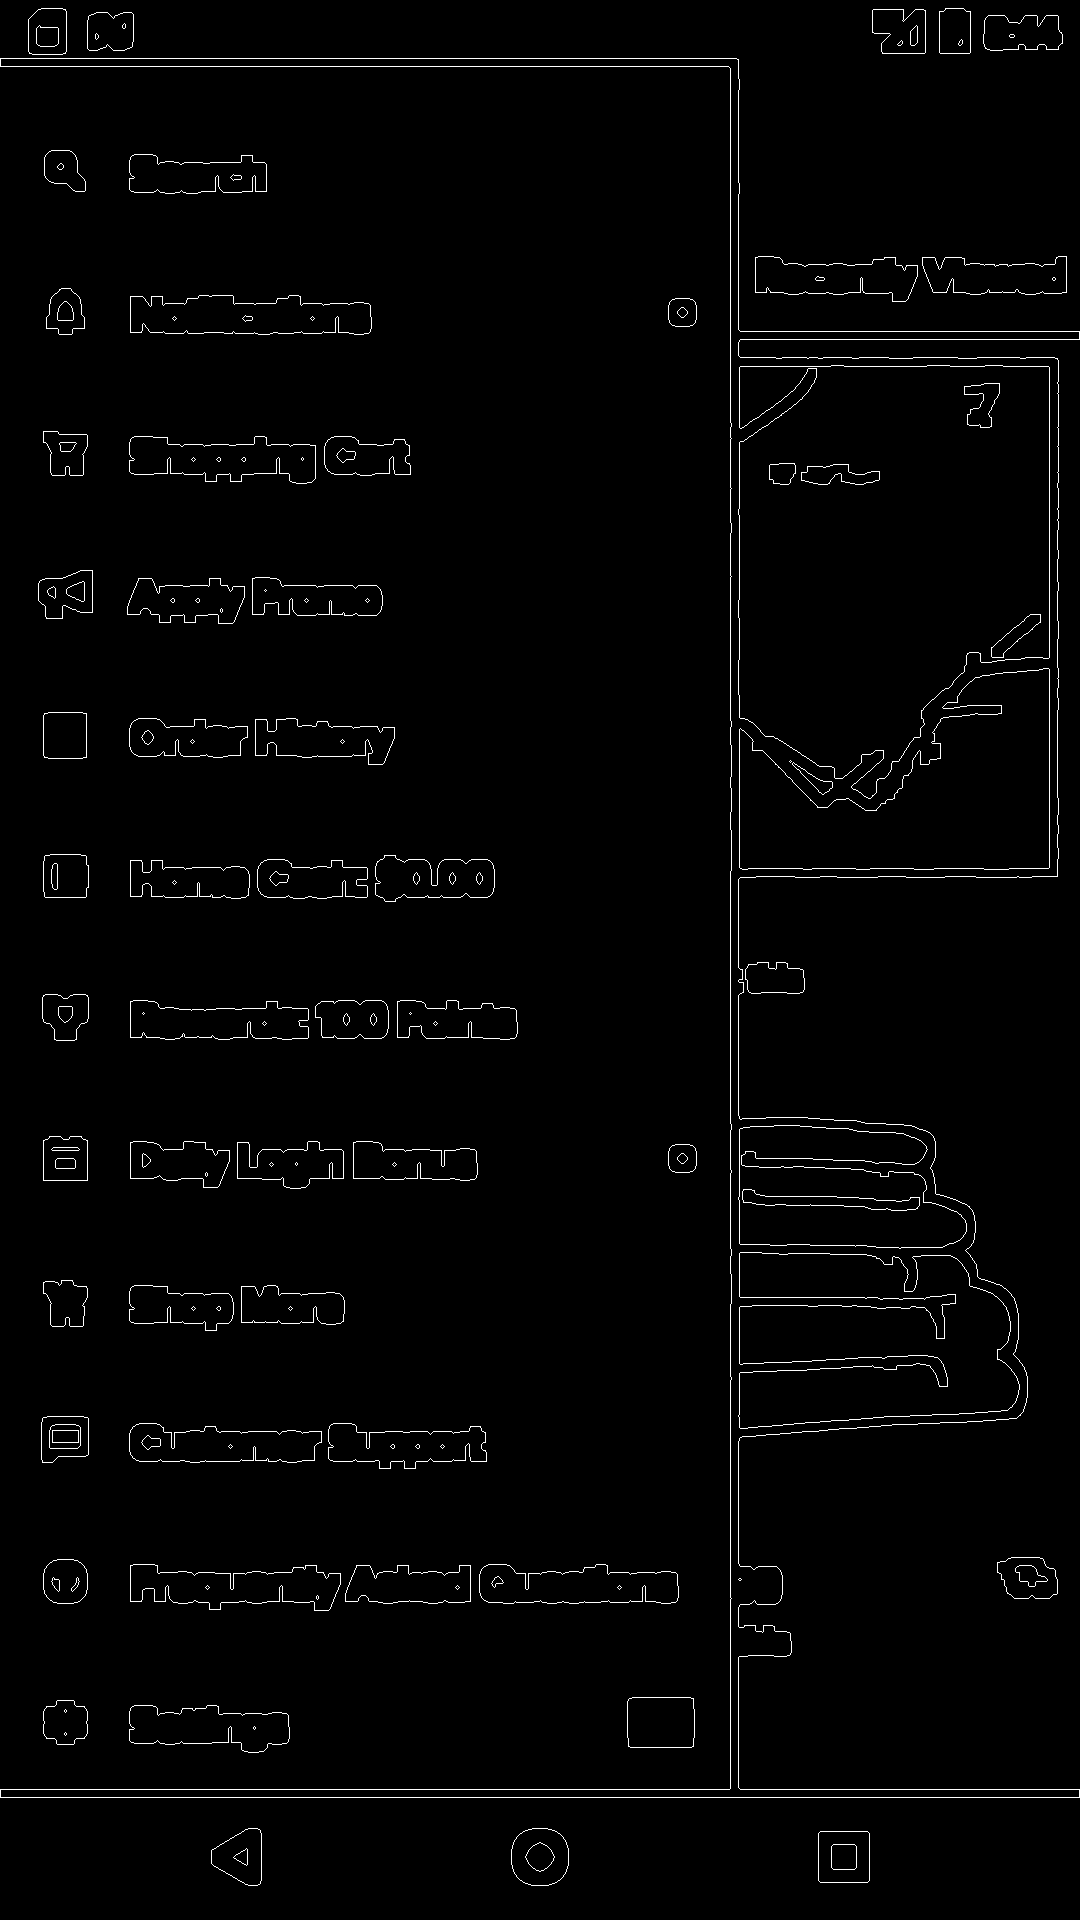 Search
Recently Viewed
Notifications
Shopping Cart
Apply Promo
Order History
Home Cash: $0.00
Rewards: 100 Points
Daily Login Bonus
Shop More
Customer Support
Frequently Asked Questions
Settings